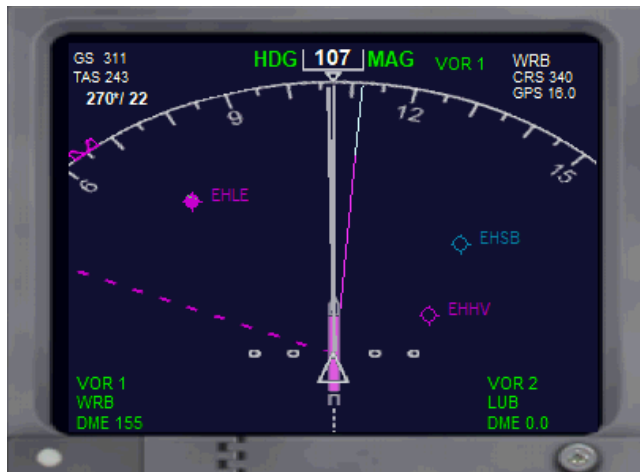 GS 311
TAS 243
270°/ 22
HDG 107 MAG
VOR 1
WRB
CRS 340
GPS 16.0
6
9
12
15
EHLE
EHSB
EHHV
VOR 1
WRB
DME 155
VOR 2
LUB
DME 0.0